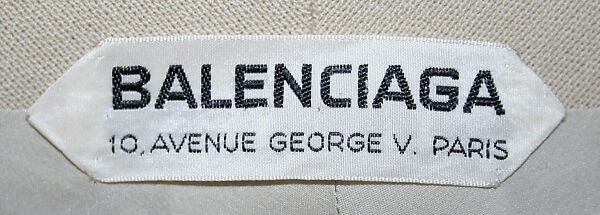 BALENCIAGA
10, AVENUE GEORGE V. PARIS